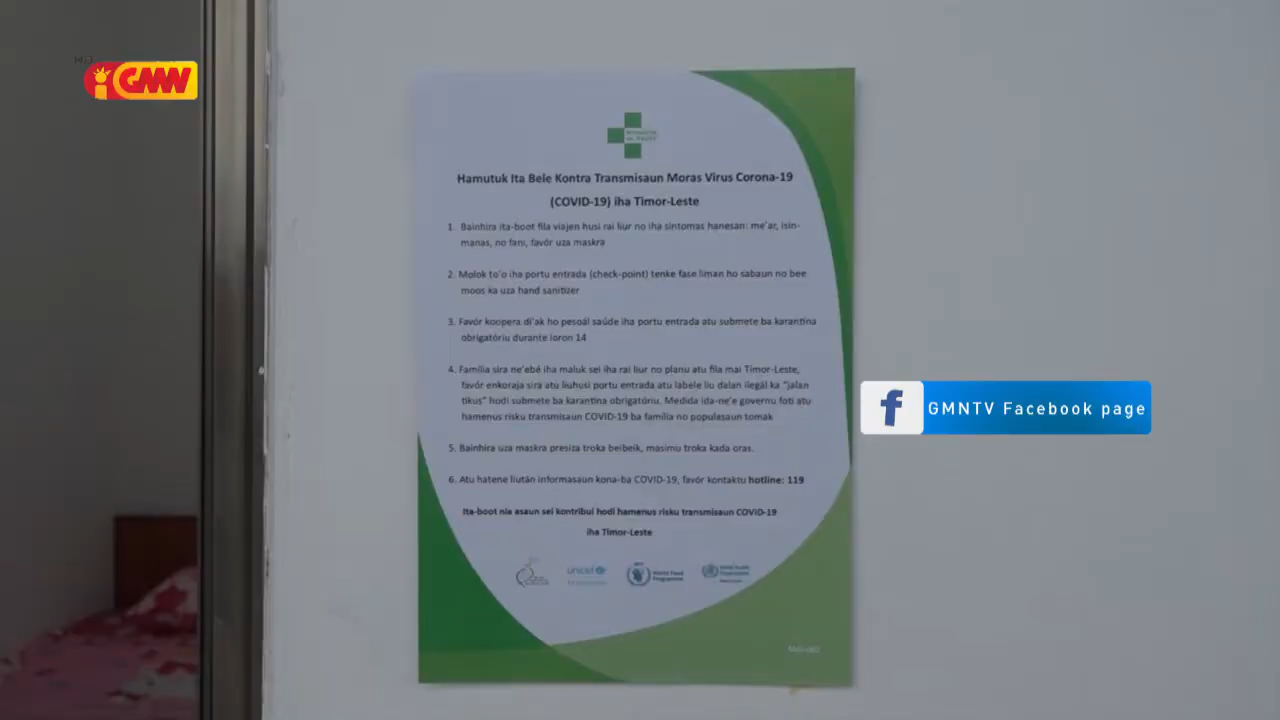 GMN
Hamutuk Ita Bele Kontra Transmisaun Moras Virus Corona-19
(COVID-19) iha Timor-Leste
1. Bainhira ita-boot fila viajen husi rai liur no iha sintomas hanesan: me'ar, isin-
manas, no fani, favór uza maskra
2. Molok to'o iha portu entrada (check-point) tenke fase liman ho sabaun no bee
moos ka uza hand sanitizer
3. Favór koopera di'ak ho pesoál saúde iha portu entrada atu submete ba karantina
obrigatóriu durante loron 14
4. Família sira ne'ebé iha maluk sei iha rai liur no planu atu fila mai Timor-Leste,
favór enkoraja sira atu liuhusi portu entrada atu labele liu dalan ilegál ka "jalan
tikus" hodi submete ba karantina obrigatóriu. Medida ida-ne'e governu foti atu
hamenus risku transmisaun COVID-19 ba família no populasaun tomak
GMNTV Facebook page
5. Bainhira uza maskra presiza troka beibeik, masimu troka kada oras.
6. Atu hatene liután informasaun kona-ba COVID-19, favór kontaktu hotline: 119
Ita-boot nia asaun sei kontribui hodi hamenus risku transmisaun COVID-19
iha Timor-Leste
unicef
World Food
Programme
World Health
Organization